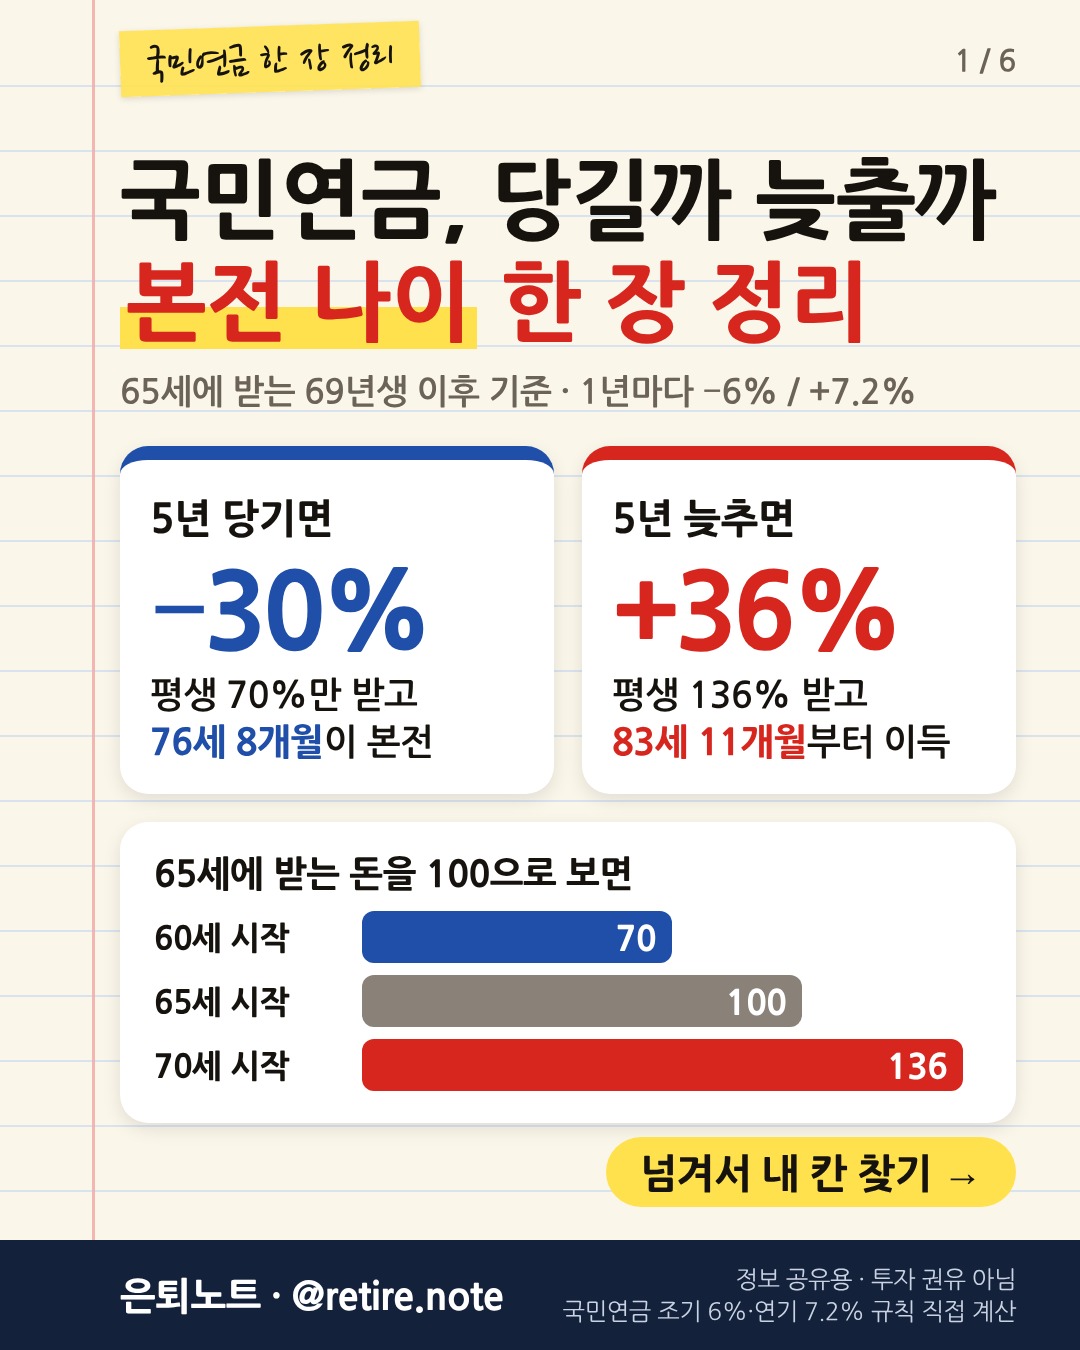 국민연금 한 장 정리
1 / 6
국민연금, 당길까 늦출까
본전 나이 한 장 정리
65세에 받는 69년생 이후 기준 · 1년마다 −6% / +7.2%
5년 당기면
−30%
평생 70%만 받고
76세 8개월이 본전
5년 늦추면
+36%
평생 136% 받고
83세 11개월부터 이득
65세에 받는 돈을 100으로 보면
60세 시작 70
65세 시작 100
70세 시작 136
넘겨서 내 칸 찾기 →
은퇴노트 · @retire.note
정보 공유용 · 투자 권유 아님
국민연금 조기 6%·연기 7.2% 규칙 직접 계산